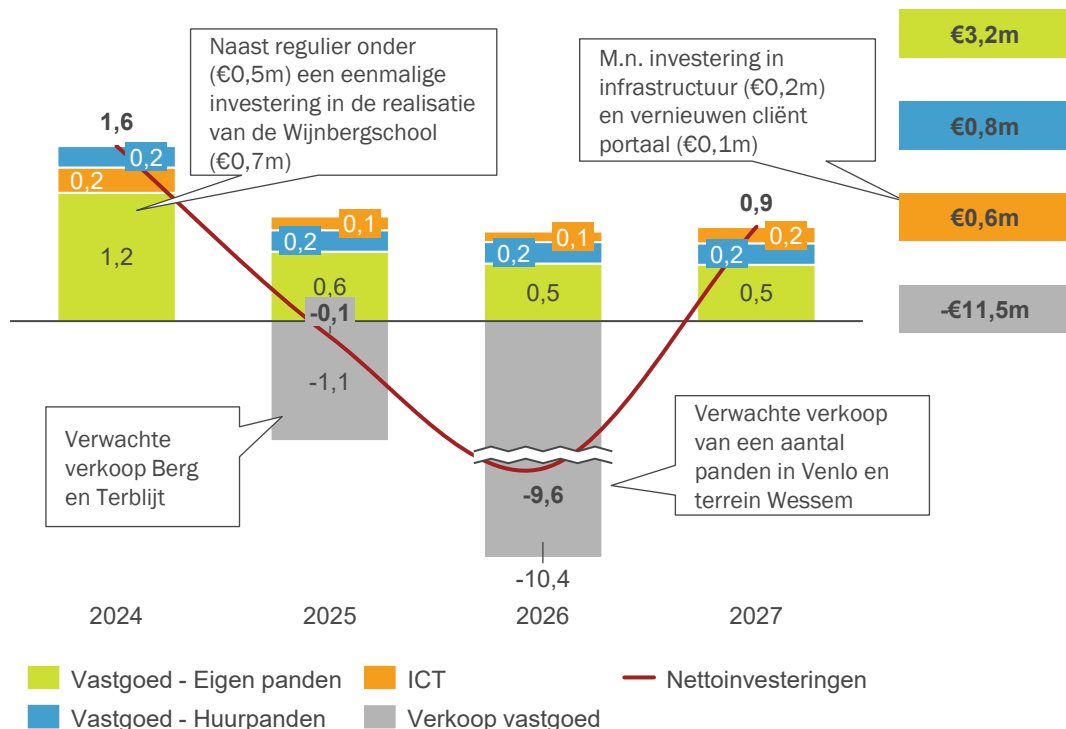 Naast regulier onder
(€0,5m) een eenmalige
investering in de realisatie
van de Wijnbergschool
(€0,7m)
M.n. investering in
infrastructuur (€0,2m)
en vernieuwen cliënt
portaal (€0,1m)
€3,2m
€0,8m
€0,6m
-€11,5m
1,6
0,2
0,2
1,2
0,1
0,2
0,6
-0,1
-1,1
0,1
0,2
0,5
-9,6
-10,4
0,9
0,2
0,2
0,5
Verwachte
verkoop Berg
en Terblijt
Verwachte verkoop
van een aantal
panden in Venlo en
terrein Wessem
2024
2025
2026
2027
Vastgoed - Eigen panden
ICT
Nettoinvesteringen
Vastgoed - Huurpanden
Verkoop vastgoed